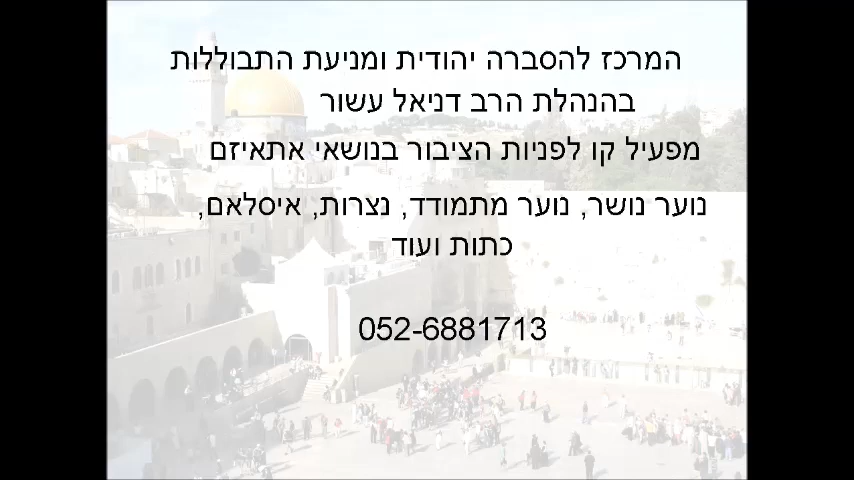 המרכז להסברה יהודית ומניעת התבוללות
בהנהלת הרב דניאל עשור
מפעיל קו לפניות הציבור בנושאי אתאיזם
נוער נושר, נוער מתמודד, נצרות, איסלאם,
כתות ועוד
052-6881713